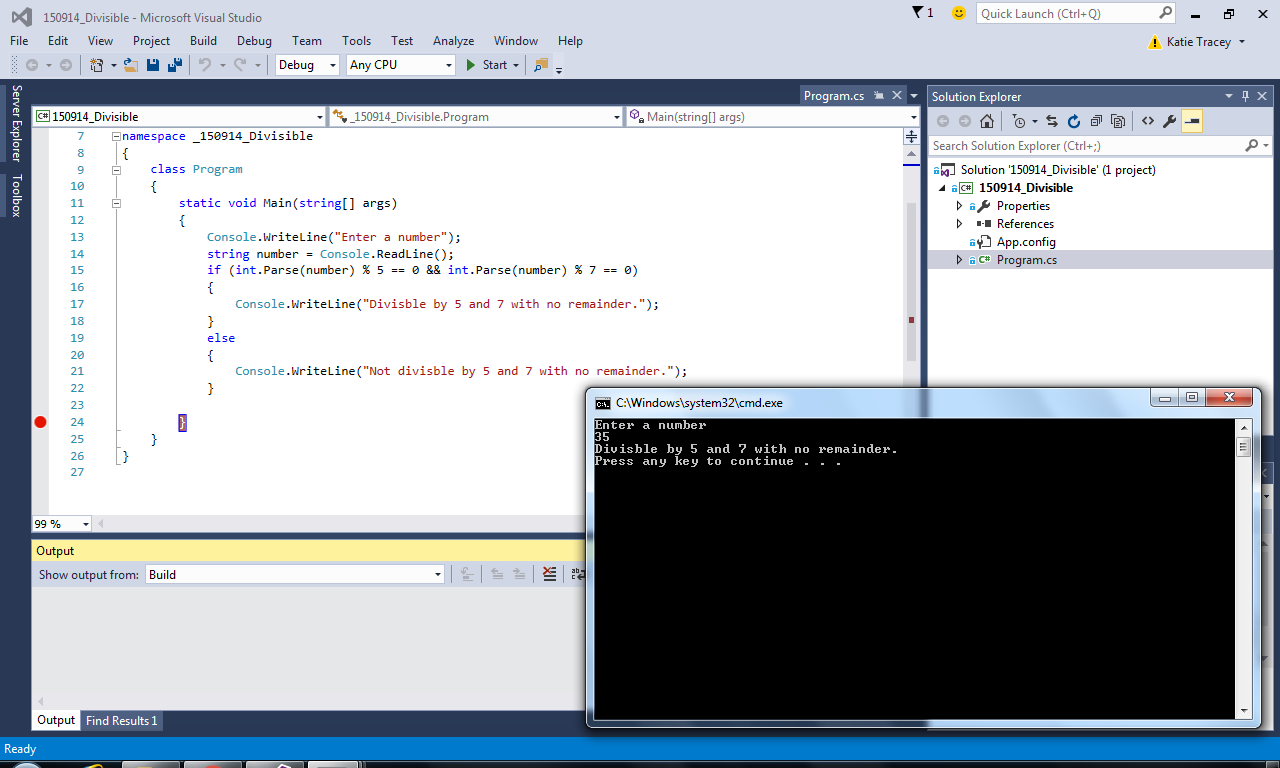 150914_Divisible - Microsoft Visual Studio
1
Quick Launch (Ctrl+Q)
File Edit View Project Build Debug Team Tools Test Analyze Window Help
Katie Tracey
Debug Any CPU Start
Server Explorer
Toolbox
Program.cs
150914_Divisible _150914_Divisible.Program Main(string[] args)
7 namespace _150914_Divisible
8 {
9 class Program
10 {
11 static void Main(string[] args)
12 {
13 Console.WriteLine("Enter a number");
14 string number = Console.ReadLine();
15 if (int.Parse(number) % 5 == 0 && int.Parse(number) % 7 == 0)
16 {
17 Console.WriteLine("Divisble by 5 and 7 with no remainder.");
18 }
19 else
20 {
21 Console.WriteLine("Not divisble by 5 and 7 with no remainder.");
22 }
23
24 }
25 }
26 }
27
99 %
Output
Show output from: Build
Output Find Results 1
Ready
Solution Explorer
Search Solution Explorer (Ctrl+;)
Solution '150914_Divisible' (1 project)
C# 150914_Divisible
Properties
References
App.config
C# Program.cs
C:\Windows\system32\cmd.exe
Enter a number
35
Divisble by 5 and 7 with no remainder.
Press any key to continue . . .